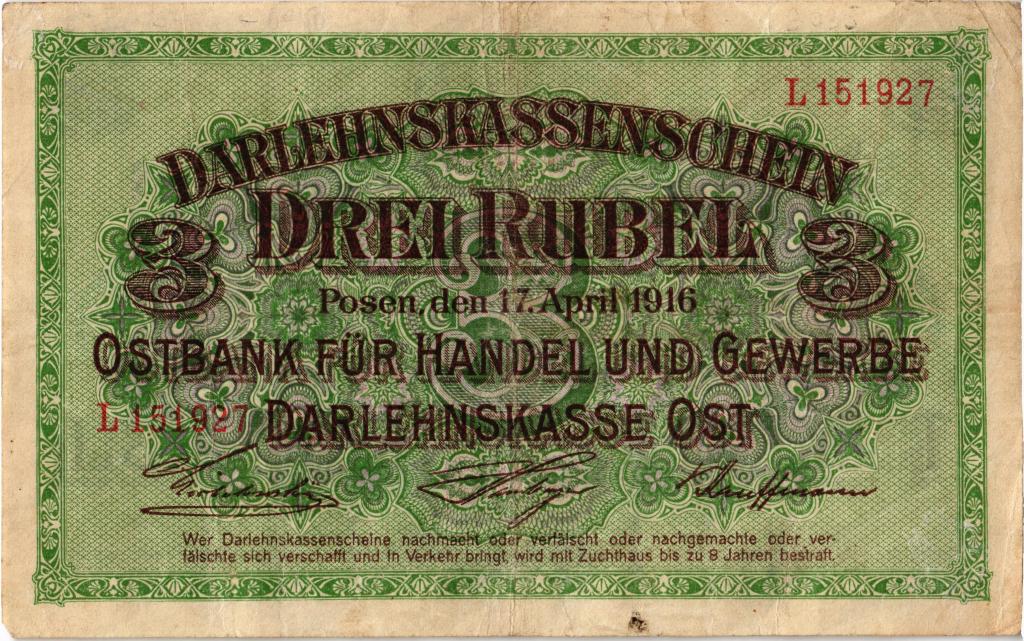 L 151927
DARLEHNSKASSENSCHEIN
3 DREI RUBEL 3
Posen, den 17. April 1916
OSTBANK FÜR HANDEL UND GEWERBE
L 151927 DARLEHNSKASSE OST
Kauffmann
Wer Darlehnskassenscheine nachmacht oder verfälscht oder nachgemachte oder ver-
fälschte sich verschafft und in Verkehr bringt, wird mit Zuchthaus bis zu 8 Jahren bestraft.